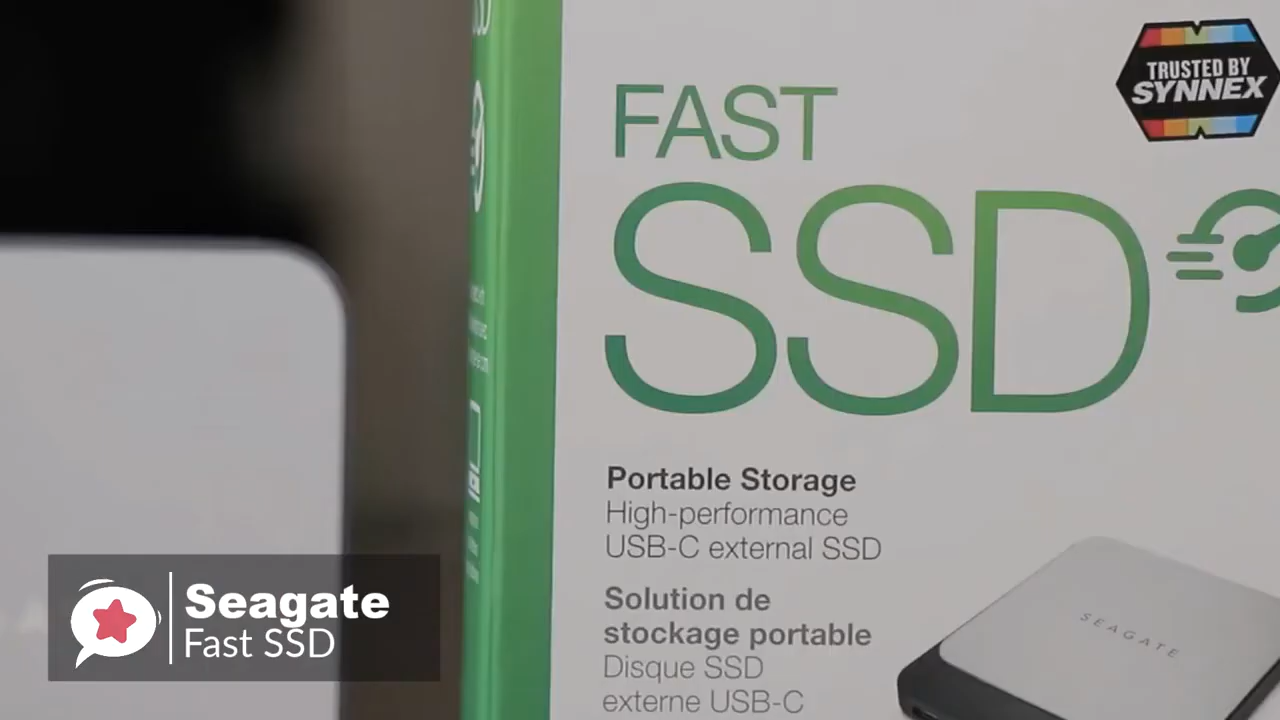 TRUSTED BY
SYNNEX
FAST
SSD
Portable Storage
High-performance
USB-C external SSD
Solution de
stockage portable
Disque SSD
externe USB-C
SEAGATE
Seagate
Fast SSD